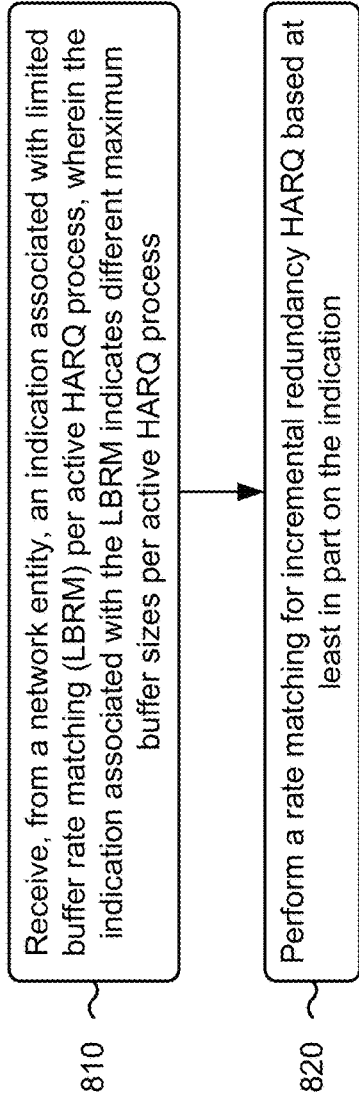 810
Receive, from a network entity, an indication associated with limited
buffer rate matching (LBRM) per active HARQ process, wherein the
indication associated with the LBRM indicates different maximum
buffer sizes per active HARQ process
820
Perform a rate matching for incremental redundancy HARQ based at
least in part on the indication